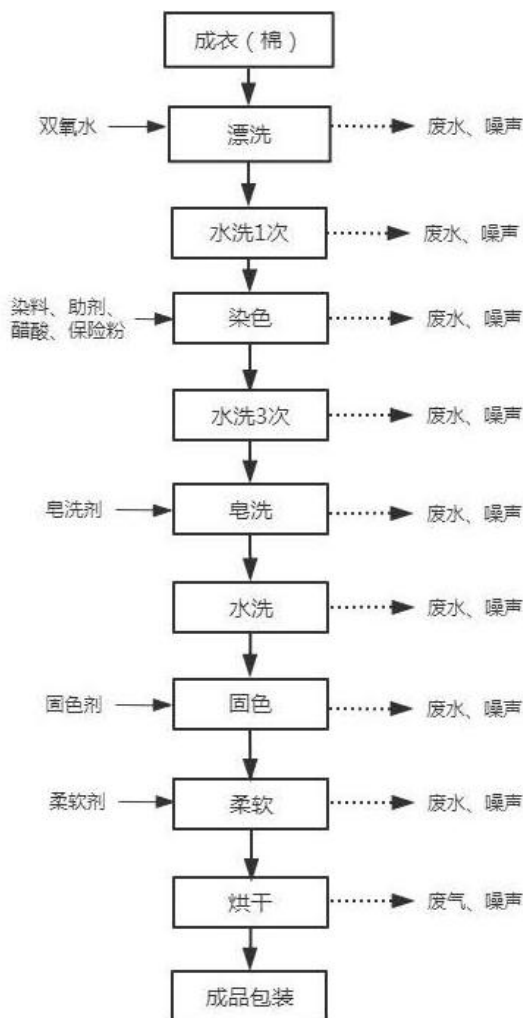 成衣（棉）
双氧水
漂洗
废水、噪声
水洗1次
废水、噪声
染料、助剂、
醋酸、保险粉
染色
废水、噪声
水洗3次
废水、噪声
皂洗剂
皂洗
废水、噪声
水洗
废水、噪声
固色剂
固色
废水、噪声
柔软剂
柔软
废水、噪声
烘干
废气、噪声
成品包装